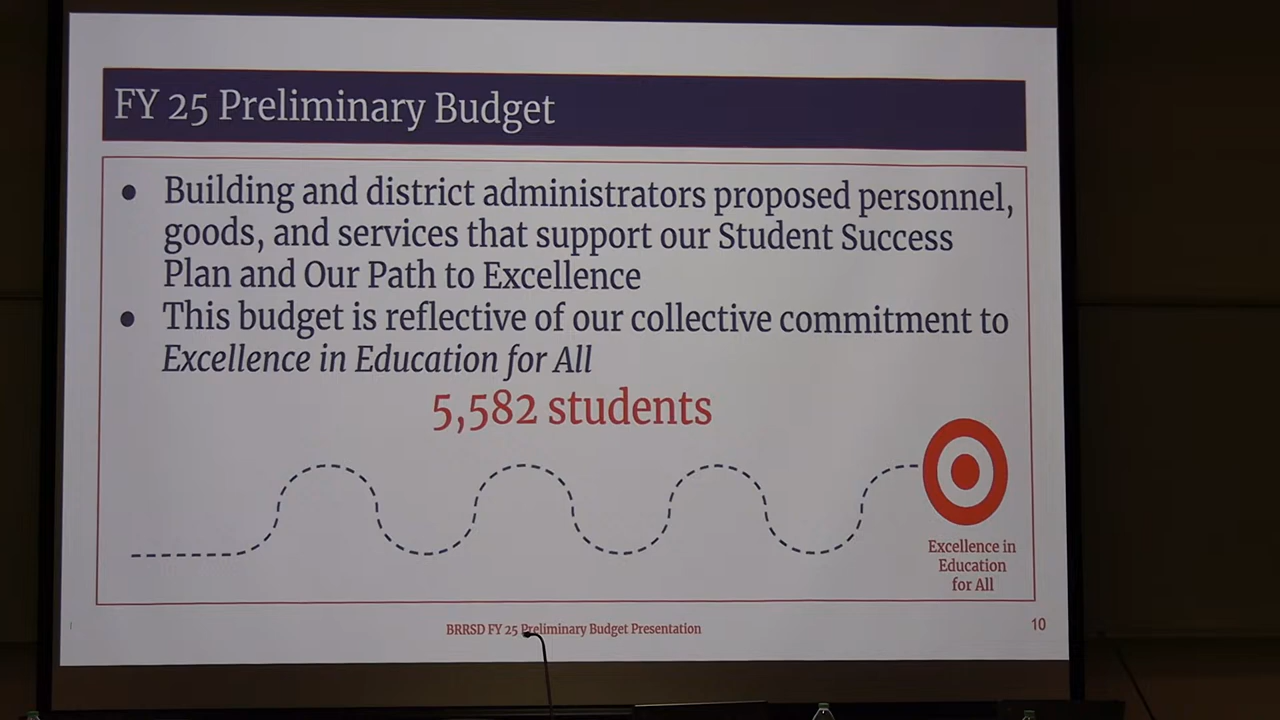 FY 25 Preliminary Budget
● Building and district administrators proposed personnel,
goods, and services that support our Student Success
Plan and Our Path to Excellence
● This budget is reflective of our collective commitment to
Excellence in Education for All
5,582 students
Excellence in
Education
for All
BRRSD FY 25 Preliminary Budget Presentation
10